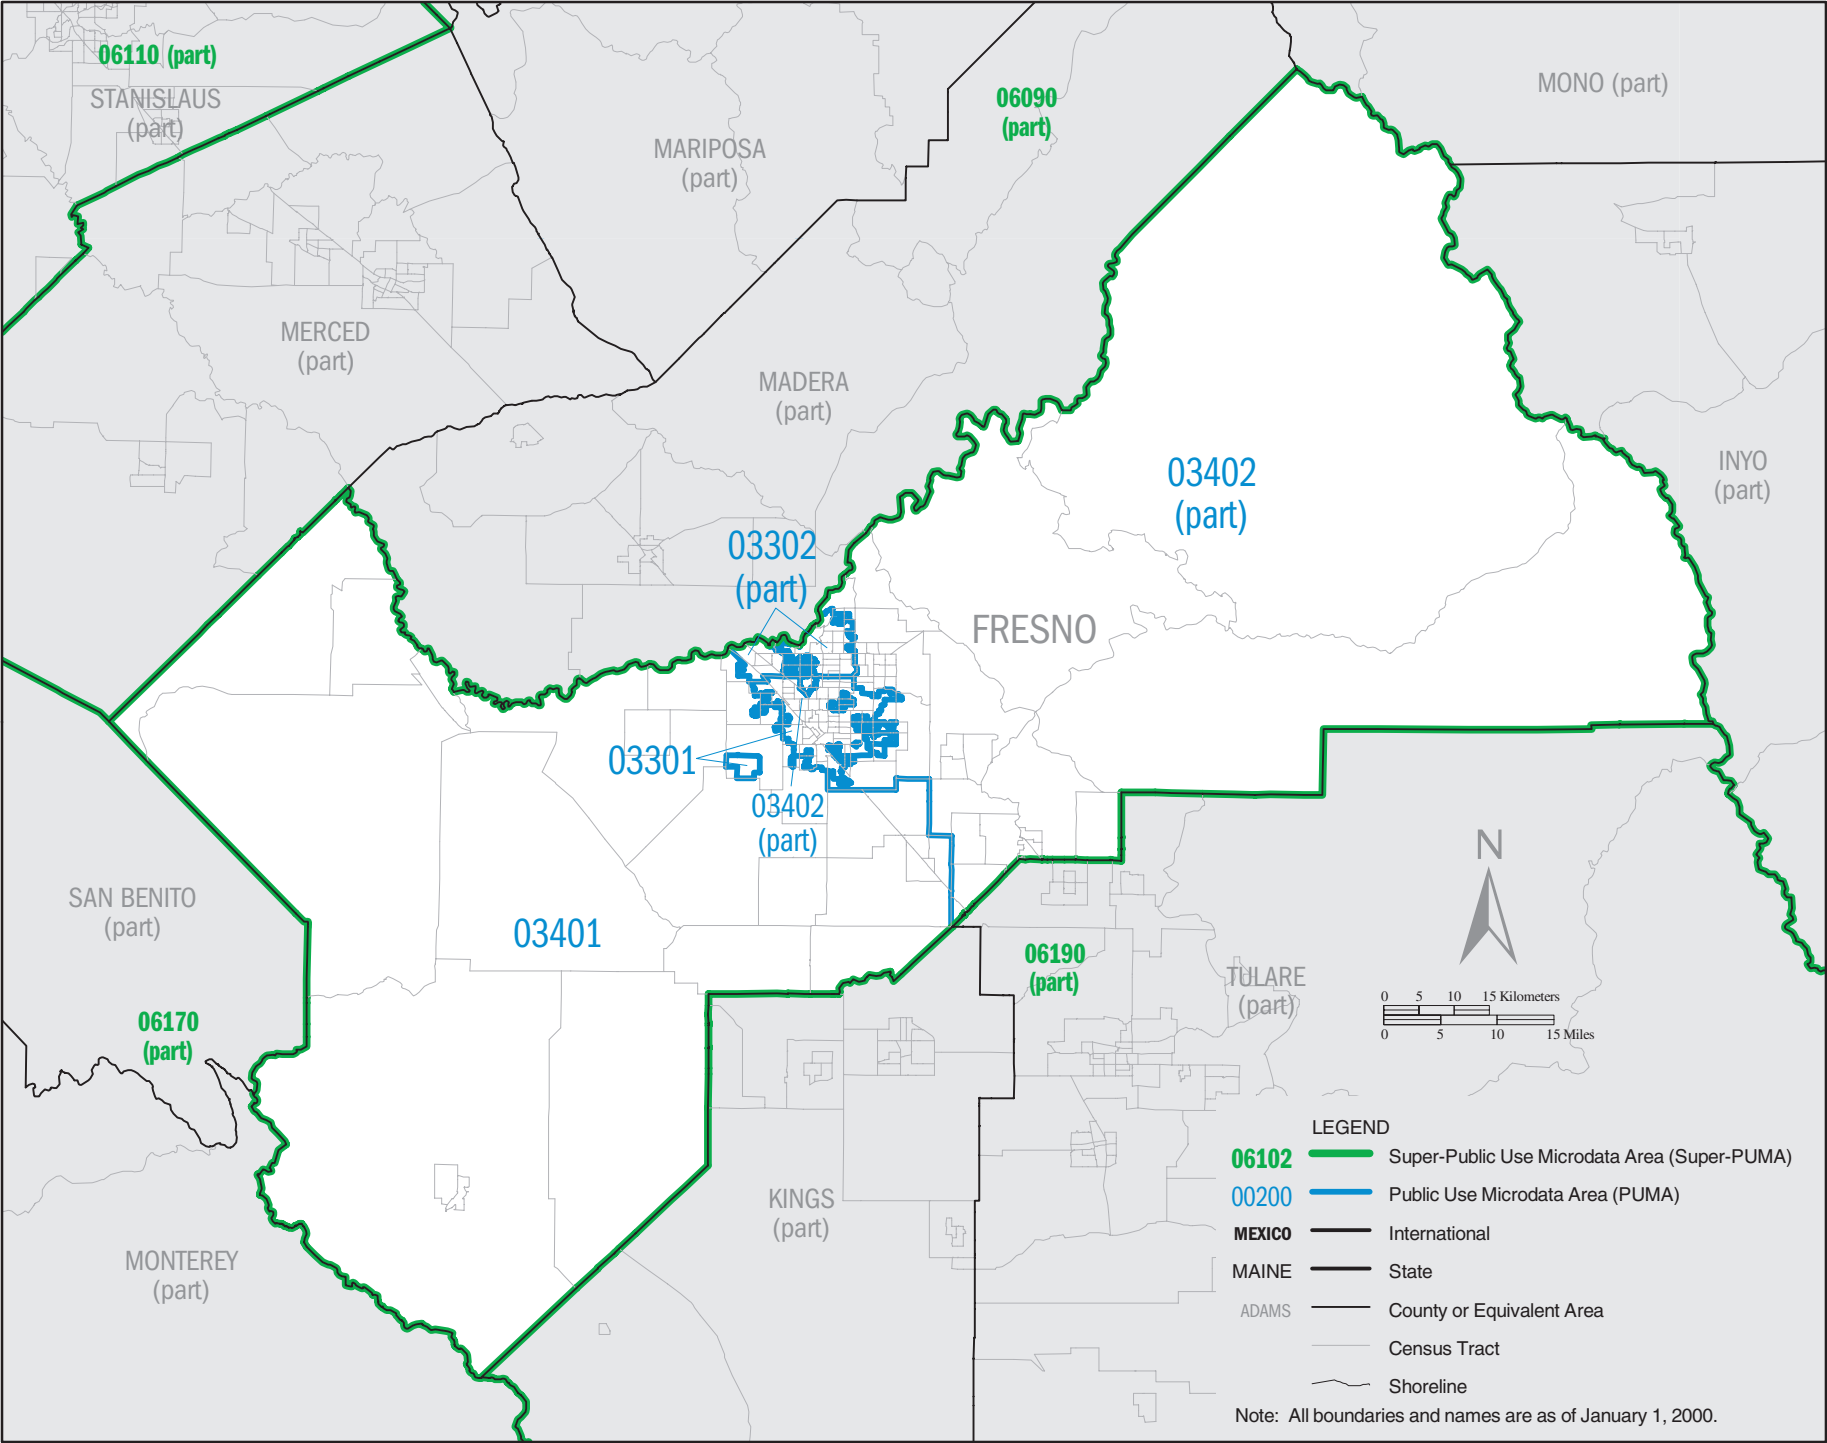 06110 (part)
STANISLAUS
(part)
MARIPOSA
(part)
06090
(part)
MONO (part)
MERCED
(part)
MADERA
(part)
03402
(part)
INYO
(part)
03302
(part)
FRESNO
03301
03402
(part)
SAN BENITO
(part)
03401
06190
(part)
TULARE
(part)
N
0 5 10 15 Kilometers
0 5 10 15 Miles
06170
(part)
KINGS
(part)
MONTEREY
(part)
LEGEND
06102 Super-Public Use Microdata Area (Super-PUMA)
00200 Public Use Microdata Area (PUMA)
MEXICO International
MAINE State
ADAMS County or Equivalent Area
Census Tract
Shoreline
Note: All boundaries and names are as of January 1, 2000.